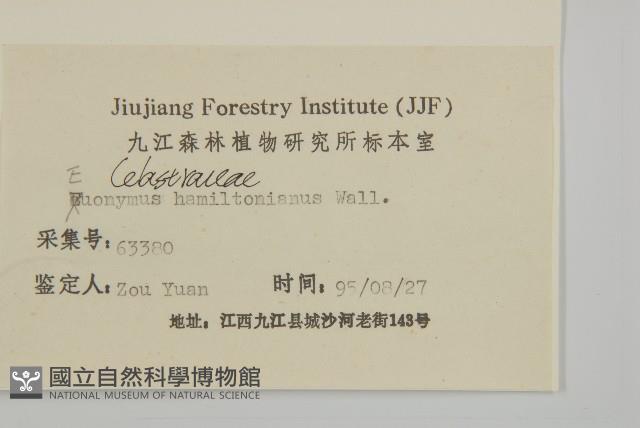 Jiujiang Forestry Institute (JJF)
九江森林植物研究所标本室
Celastraceae
Euonymus hamiltonianus Wall.
采集号: 63380
鉴定人: Zou Yuan 时间: 95/08/27
地址: 江西九江县城沙河老街143号
國立自然科學博物館
NATIONAL MUSEUM OF NATURAL SCIENCE